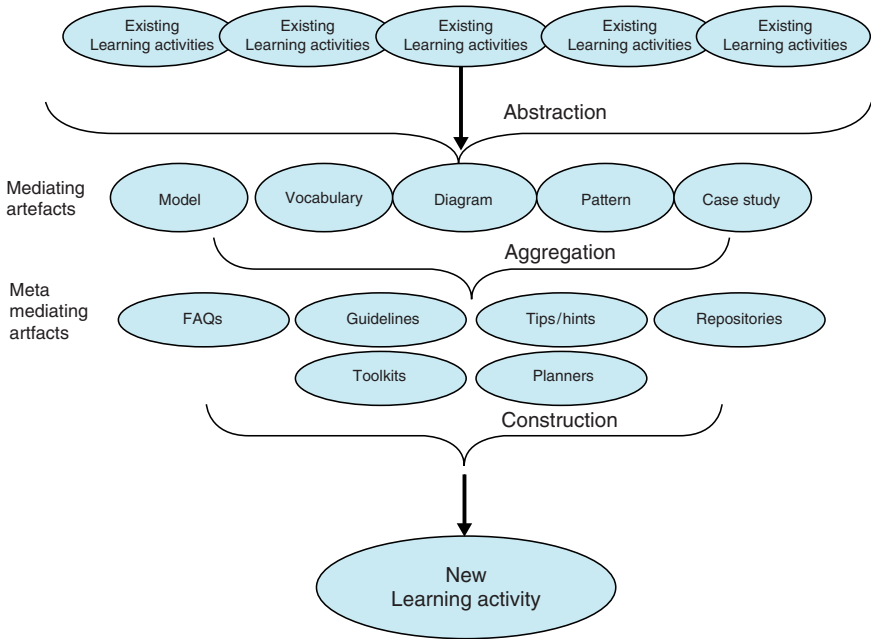 Existing
Learning activities
Existing
Learning activities
Existing
Learning activities
Existing
Learning activities
Existing
Learning activities
Abstraction
Mediating
artefacts
Model
Vocabulary
Diagram
Pattern
Case study
Aggregation
Meta
mediating
artfacts
FAQs
Guidelines
Tips/hints
Repositories
Toolkits
Planners
Construction
New
Learning activity